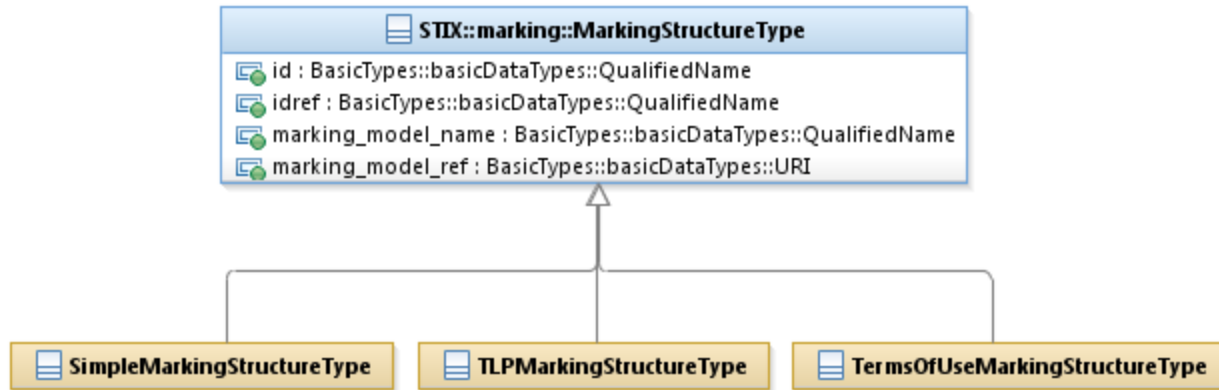 STIX::marking::MarkingStructureType
id : BasicTypes::basicDataTypes::QualifiedName
idref : BasicTypes::basicDataTypes::QualifiedName
marking_model_name : BasicTypes::basicDataTypes::QualifiedName
marking_model_ref : BasicTypes::basicDataTypes::URI
SimpleMarkingStructureType
TLPMarkingStructureType
TermsOfUseMarkingStructureType